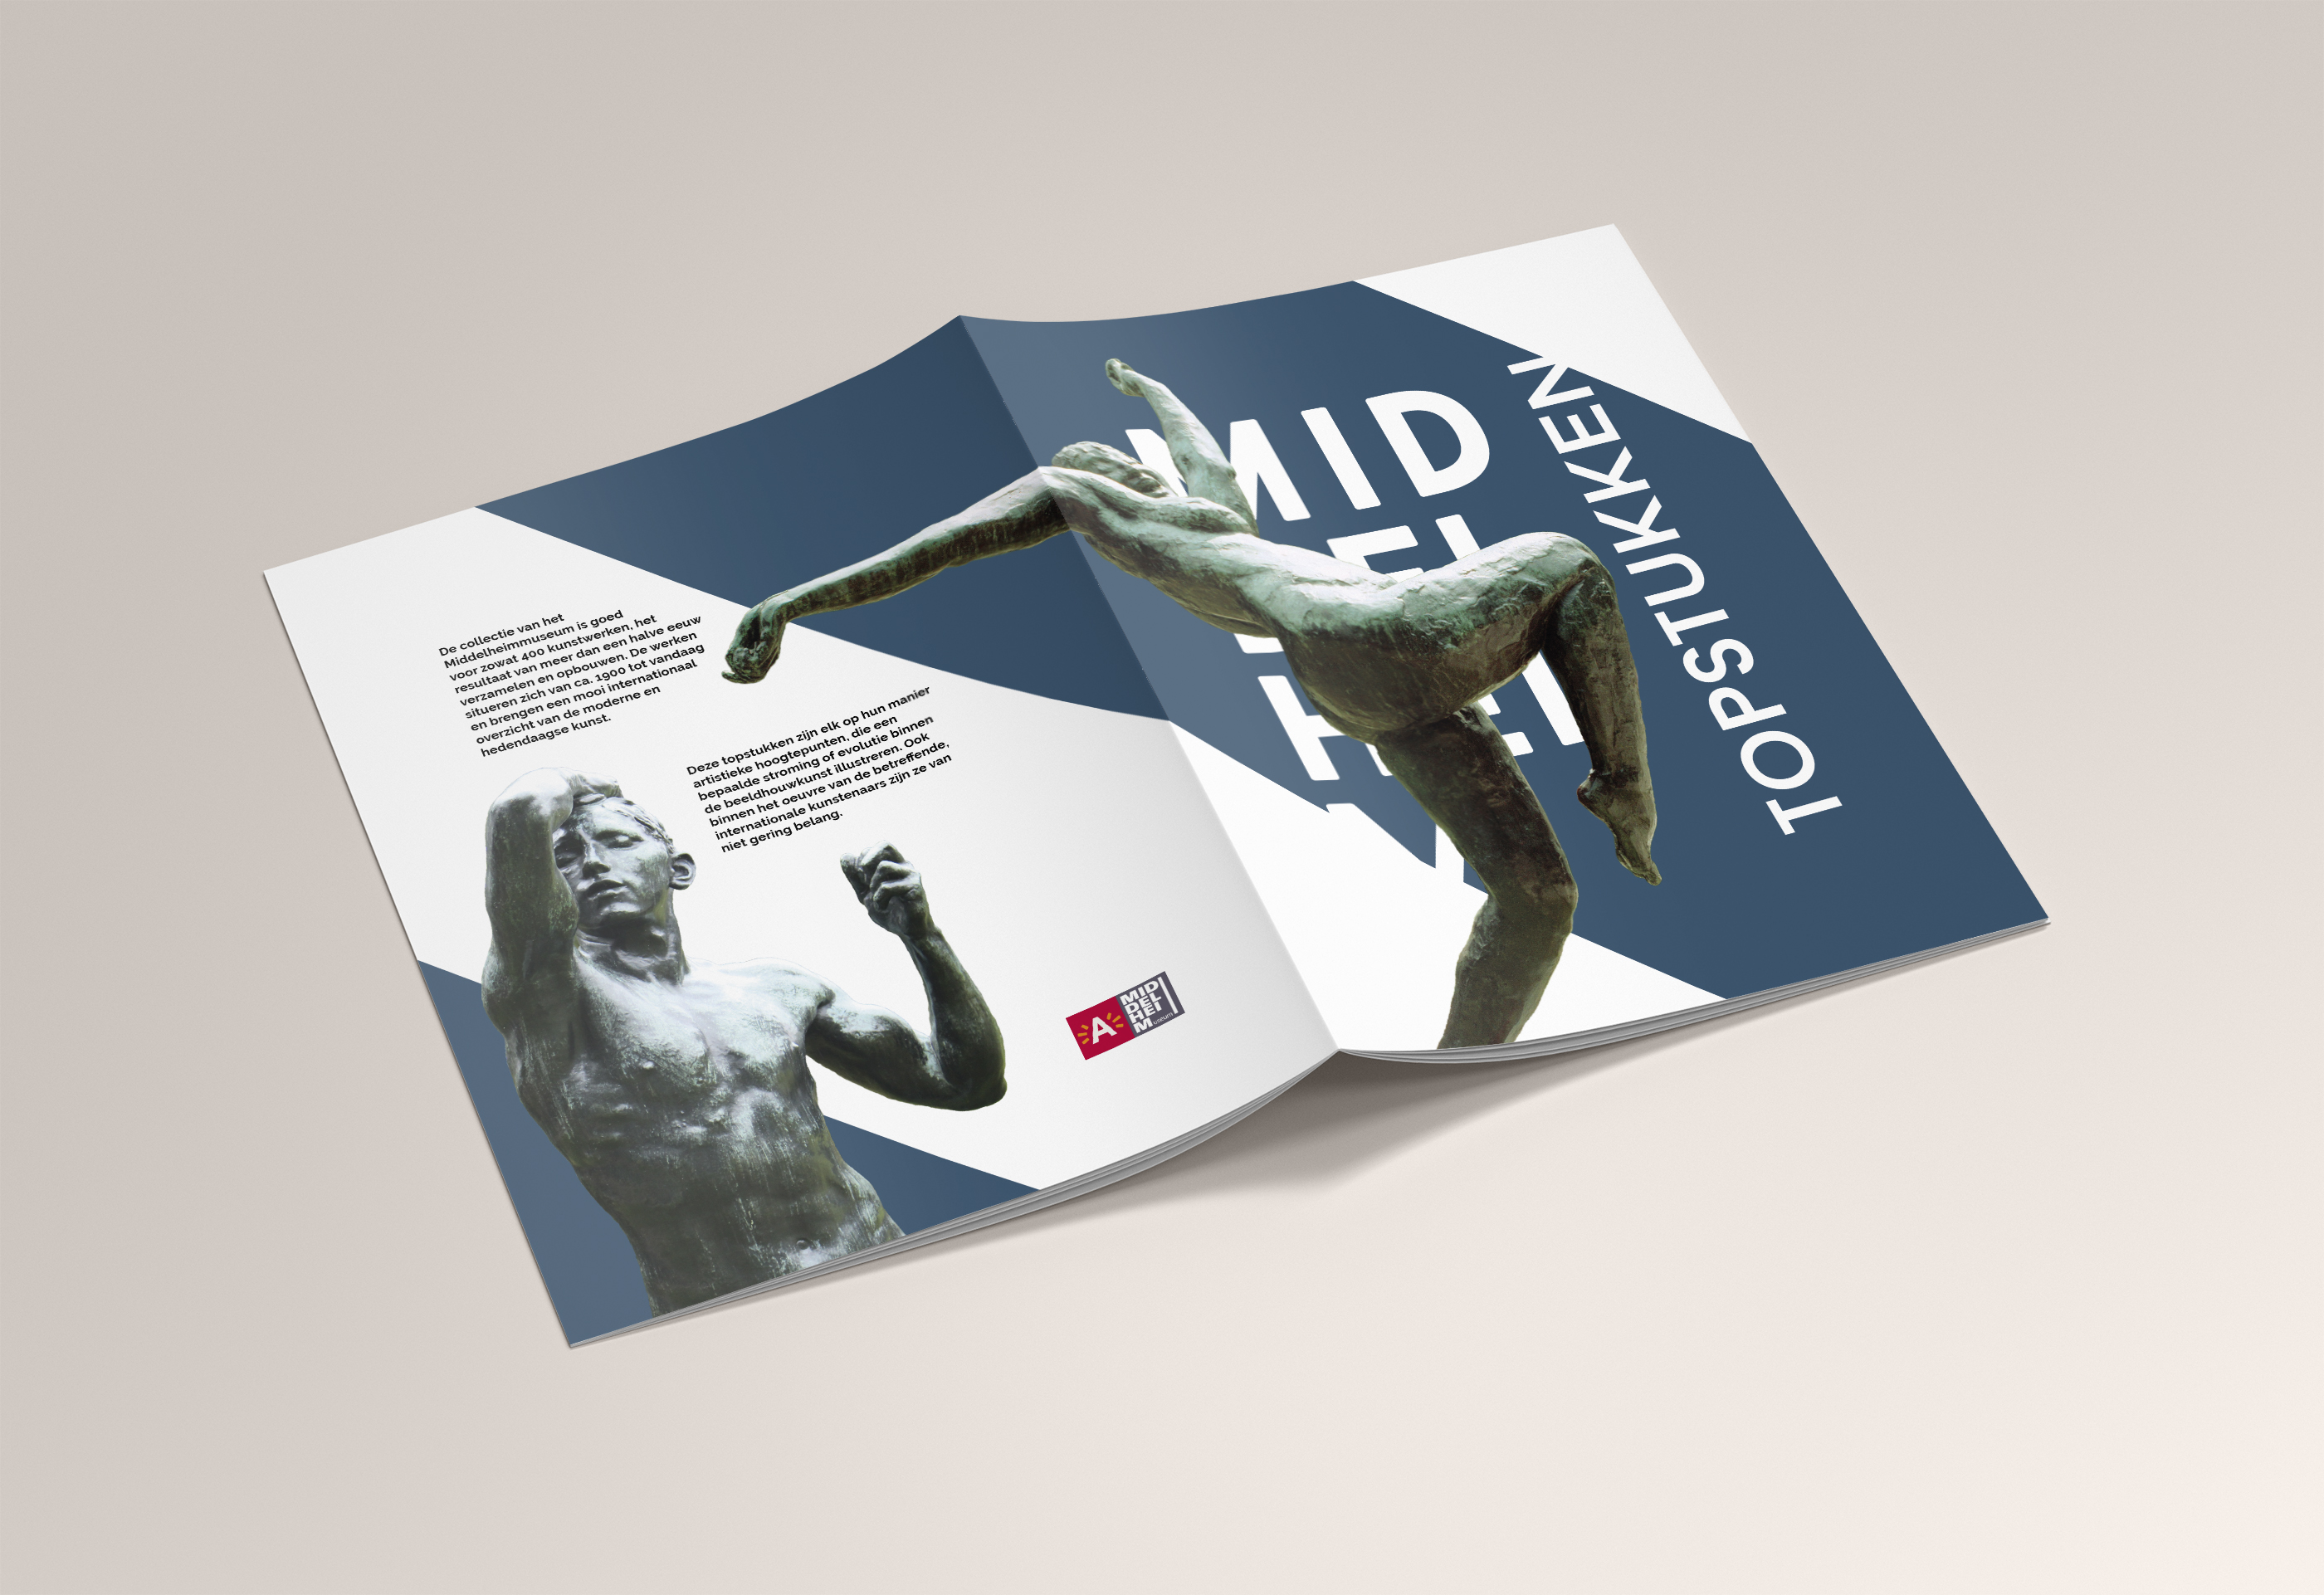 De collectie van het
Middelheimmuseum is goed
voor zowat 400 kunstwerken, het
resultaat van meer dan een halve eeuw
verzamelen en opbouwen. De werken
situeren zich van ca. 1900 tot vandaag
en brengen een mooi internationaal
overzicht van de moderne en
hedendaagse kunst.
Deze topstukken zijn elk op hun manier
artistieke hoogtepunten, die een
bepaalde stroming of evolutie binnen
de beeldhouwkunst illustreren. Ook
binnen het oeuvre van de betreffende,
internationale kunstenaars zijn ze van
niet gering belang.
A
MID
DEL
HEI
Museum
MID
DEL
HEI
M
TOPSTUKKEN